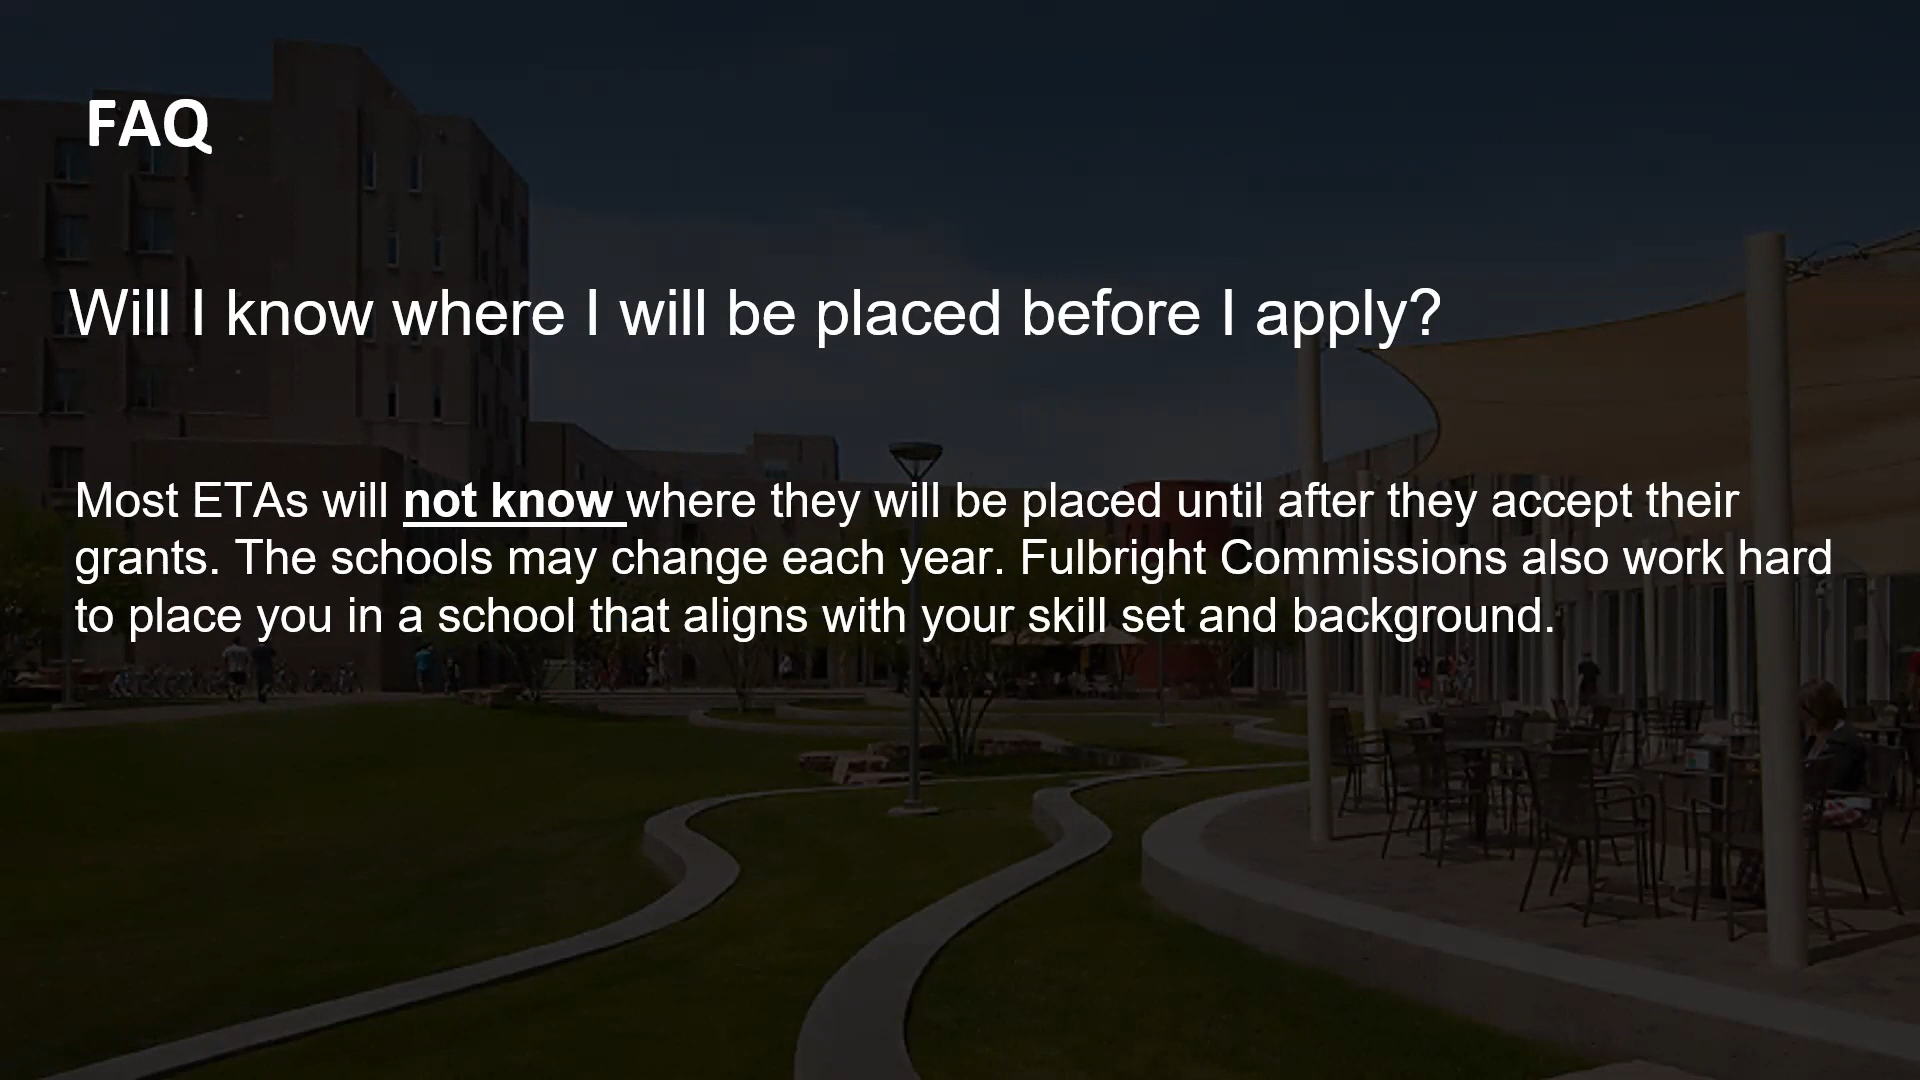 FAQ
Will I know where I will be placed before I apply?
Most ETAs will not know where they will be placed until after they accept their
grants. The schools may change each year. Fulbright Commissions also work hard
to place you in a school that aligns with your skill set and background.